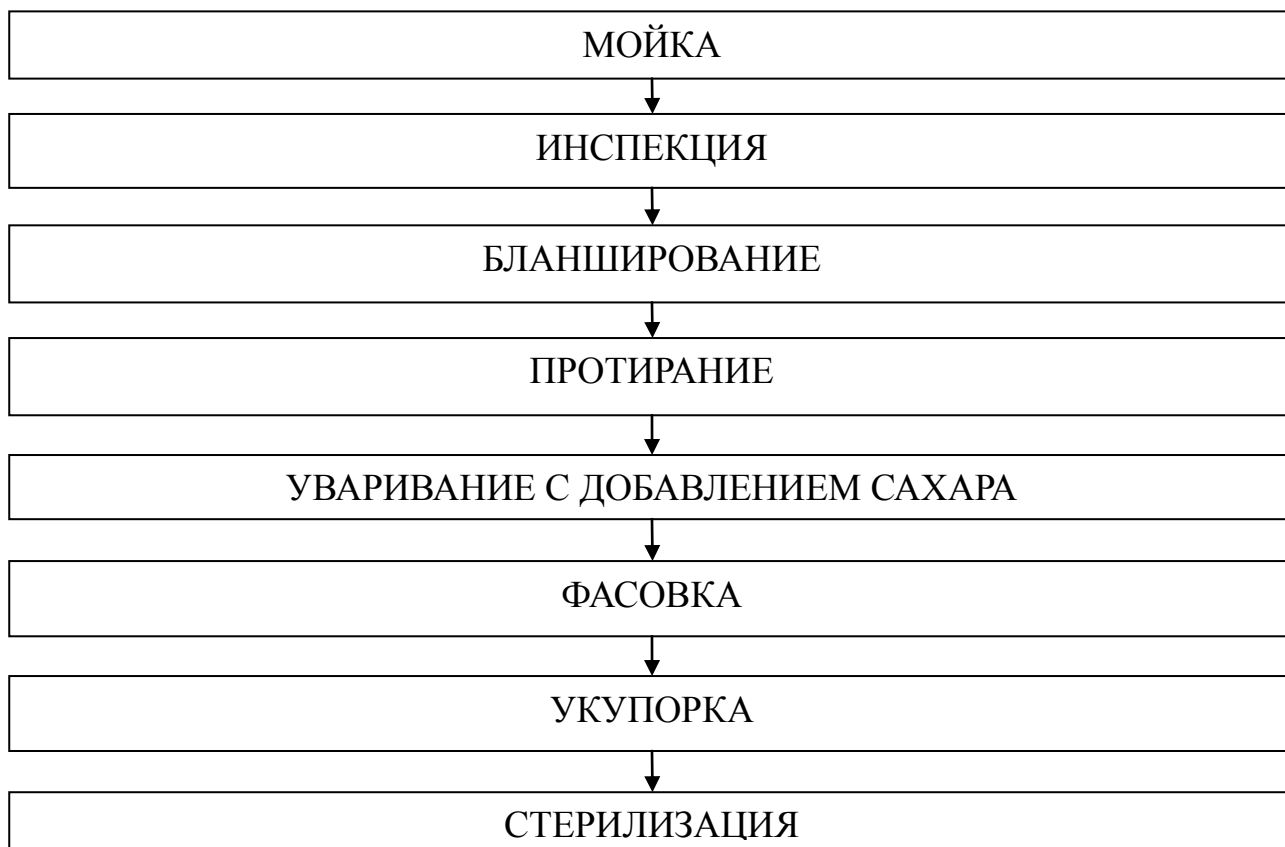 МОЙКА
ИНСПЕКЦИЯ
БЛАНШИРОВАНИЕ
ПРОТИРАНИЕ
УВАРИВАНИЕ С ДОБАВЛЕНИЕМ САХАРА
ФАСОВКА
УКУПОРКА
СТЕРИЛИЗАЦИЯ